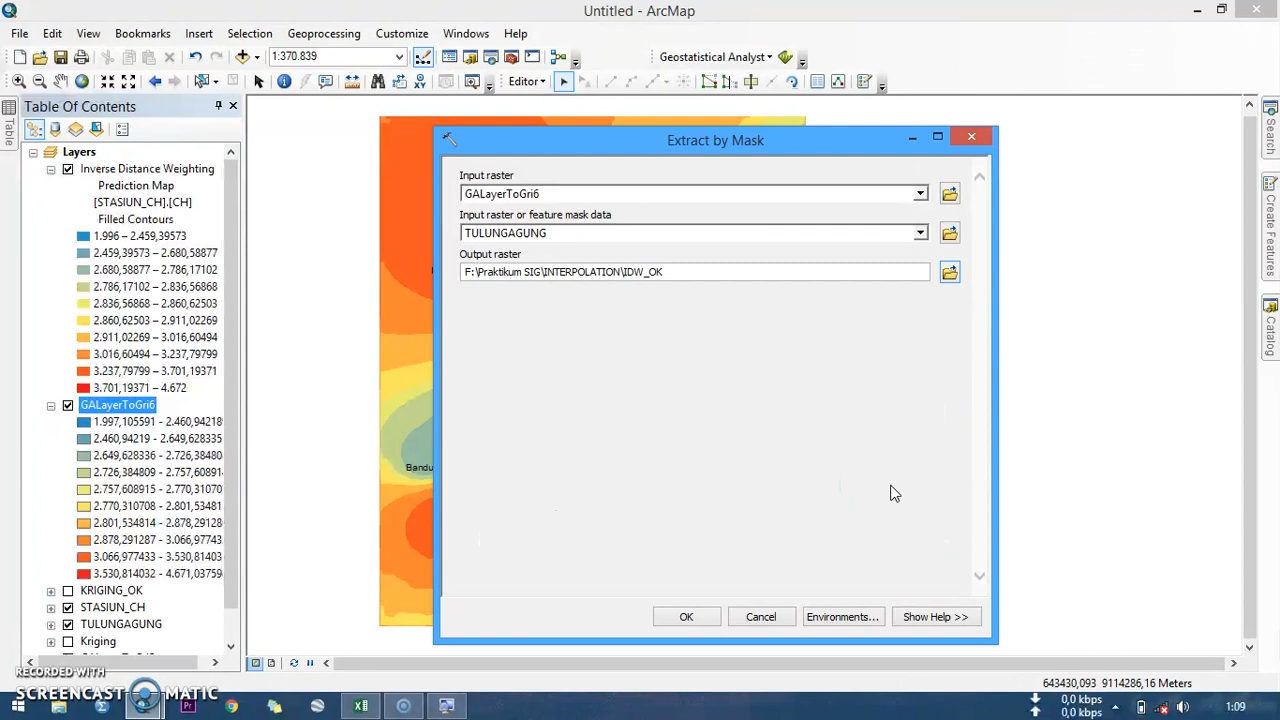 Untitled - ArcMap
File Edit View Bookmarks Insert Selection Geoprocessing Customize Windows Help
1:370.839
Geostatistical Analyst
Editor
Table Of Contents
Table
Layers
Inverse Distance Weighting
Prediction Map
[STASIUN_CH].[CH]
Filled Contours
1.996 – 2.459,39573
2.459,39573 – 2.680,58877
2.680,58877 – 2.786,17102
2.786,17102 – 2.836,56868
2.836,56868 – 2.860,62503
2.860,62503 – 2.911,02269
2.911,02269 – 3.016,60494
3.016,60494 – 3.237,79799
3.237,79799 – 3.701,19371
3.701,19371 – 4.672
GALayerToGri6
1.997,105591 - 2.460,942189
2.460,94219 - 2.649,628335
2.649,628336 - 2.726,384808
2.726,384809 - 2.757,608914
2.757,608915 - 2.770,31070
2.770,310708 - 2.801,53481
2.801,534814 - 2.878,29128
2.878,291287 - 3.066,97743
3.066,977433 - 3.530,81403
3.530,814032 - 4.671,03759
KRIGING_OK
STASIUN_CH
TULUNGAGUNG
Kriging
Bandu
Extract by Mask
Input raster
GALayerToGri6
Input raster or feature mask data
TULUNGAGUNG
Output raster
F:\Praktikum SIG\INTERPOLATION\IDW_OK
OK Cancel Environments... Show Help >>
Search
Create Features
Catalog
643430,093 9114286,16 Meters
RECORDED WITH
SCREENCAST MATIC
0,0 kbps
0,0 kbps
1:09